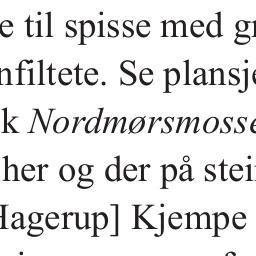 e til spisse med gr
nfiltete. Se plansje
k Nordmørsmosse
her og der på stei
Hagerup] Kjempe